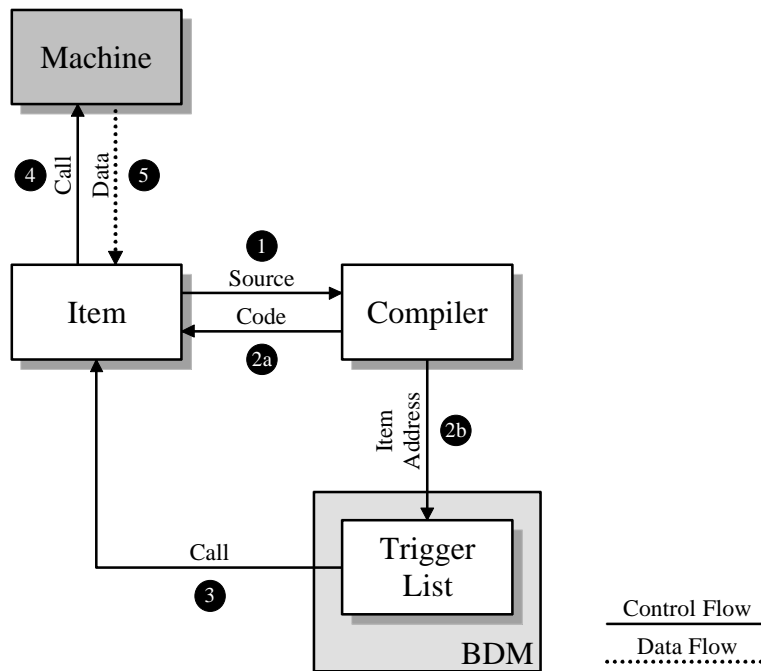 Machine
4
Call
Data
5
1
Source
Item
Compiler
Code
2a
Item
Address
2b
Trigger
List
Call
3
BDM
Control Flow
Data Flow